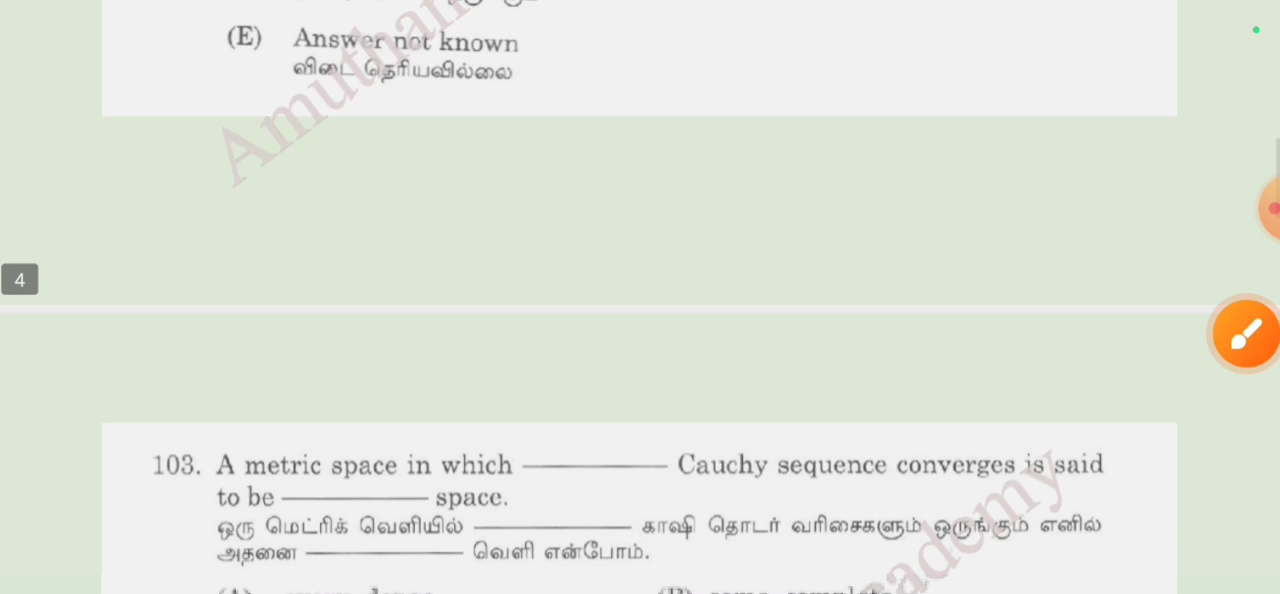 (E) Answer not known
விடை தெரியவில்லை
Amuthan
4
103. A metric space in which ———— Cauchy sequence converges is said
to be ———— space.
ஒரு மெட்ரிக் வெளியில் ———— காஷி தொடர் வரிசைகளும் ஒருங்கும் எனில்
அதனை ———— வெளி என்போம்.